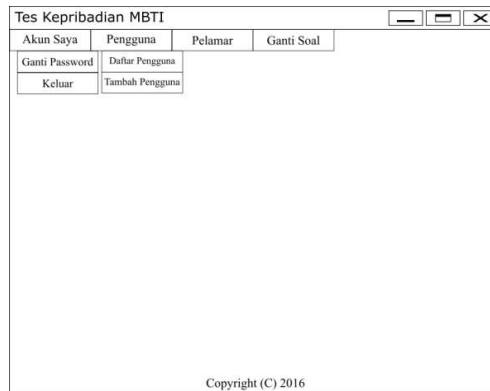 Tes Kepribadian MBTI
Akun Saya Pengguna Pelamar Ganti Soal
Ganti Password Daftar Pengguna
Keluar Tambah Pengguna
Copyright (C) 2016